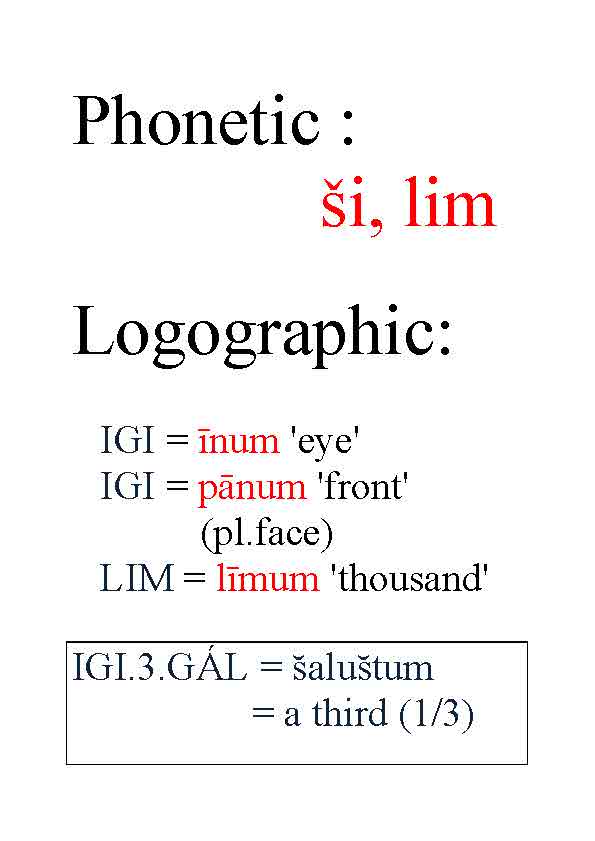 Phonetic :
ši, lim
Logographic:
IGI = īnum 'eye'
IGI = pānum 'front'
(pl.face)
LIM = līmum 'thousand'
IGI.3.GÁL = šaluštum
= a third (1/3)